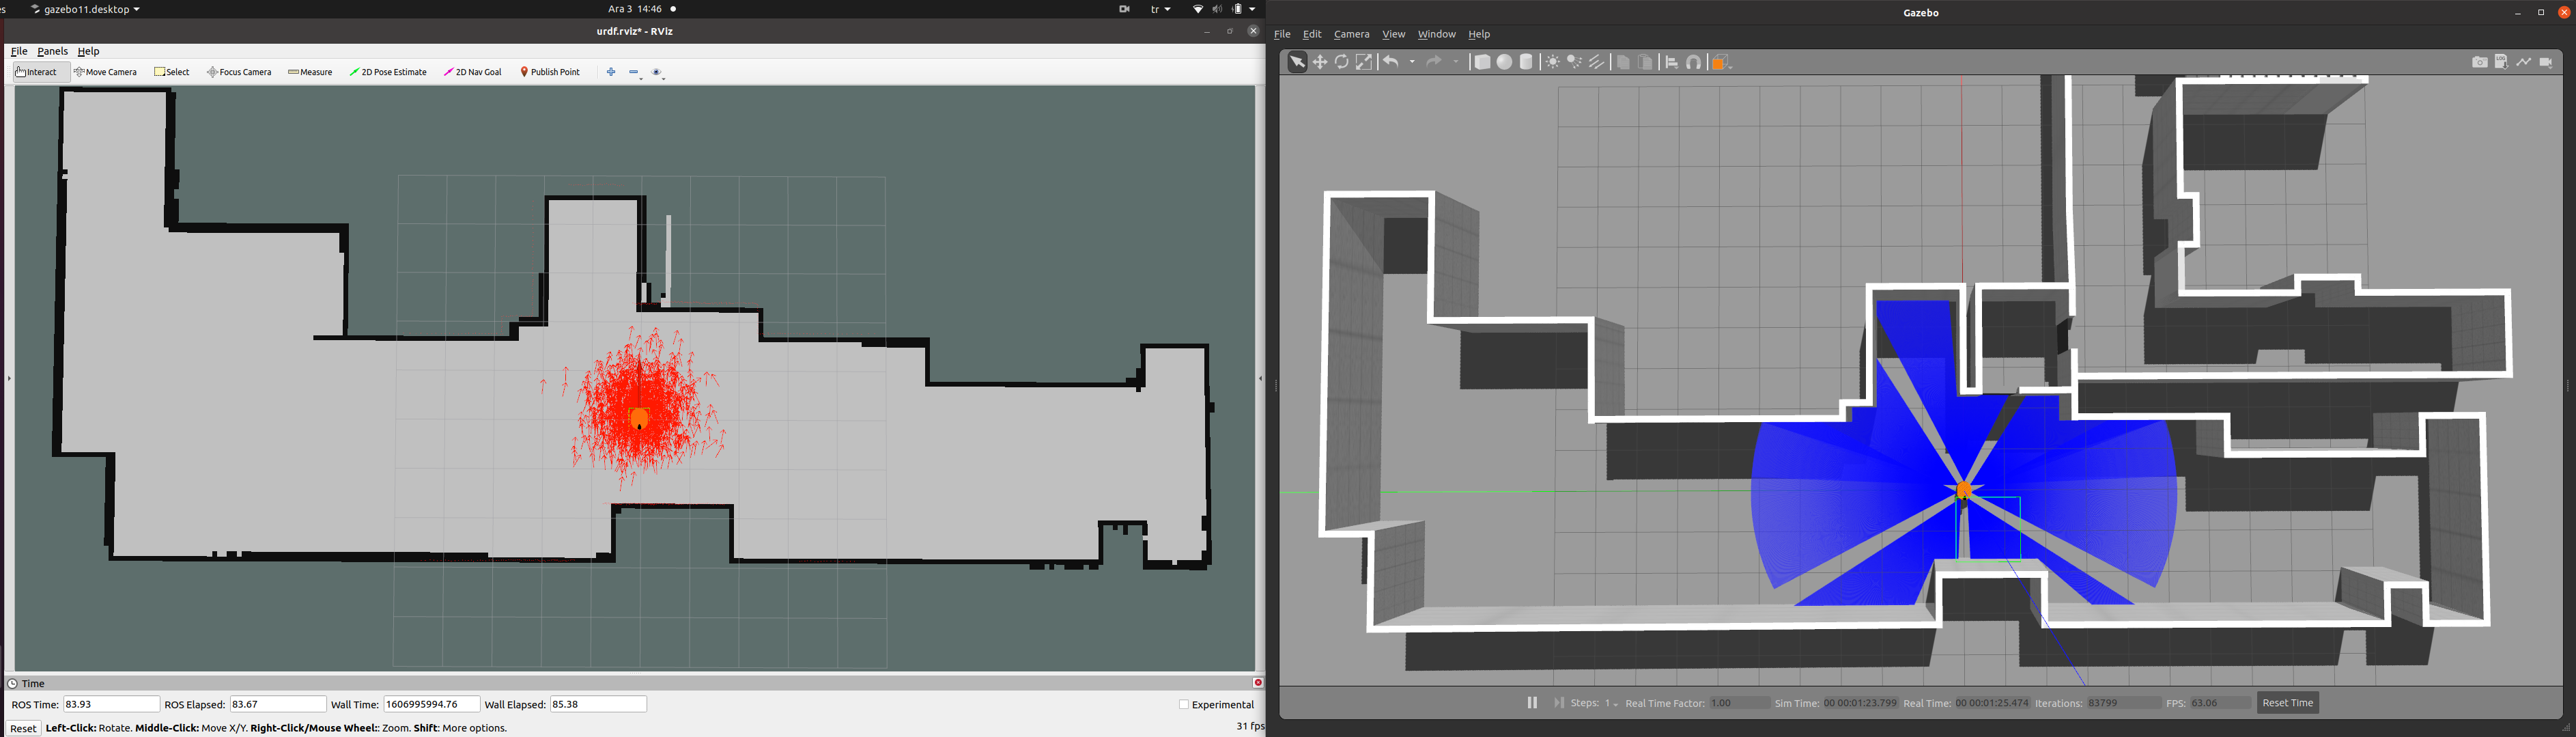 es gazebo11.desktop Ara 3 14:46 tr
urdf.rviz* - RViz
File Panels Help
Interact Move Camera Select Focus Camera Measure 2D Pose Estimate 2D Nav Goal Publish Point
Time
ROS Time: 83.93 ROS Elapsed: 83.67 Wall Time: 1606995994.76 Wall Elapsed: 85.38 Experimental
Reset Left-Click: Rotate. Middle-Click: Move X/Y. Right-Click/Mouse Wheel:: Zoom. Shift: More options. 31 fps
Gazebo
File Edit Camera View Window Help
LOG
Steps: 1 Real Time Factor: 1.00 Sim Time: 00 00:01:23.799 Real Time: 00 00:01:25.474 Iterations: 83799 FPS: 63.06 Reset Time